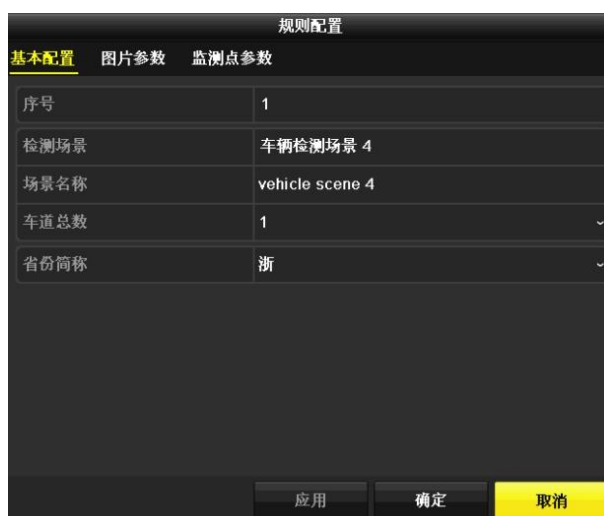 规则配置
基本配置 图片参数 监测点参数
序号 1
检测场景 车辆检测场景 4
场景名称 vehicle scene 4
车道总数 1
省份简称 浙
应用 确定 取消